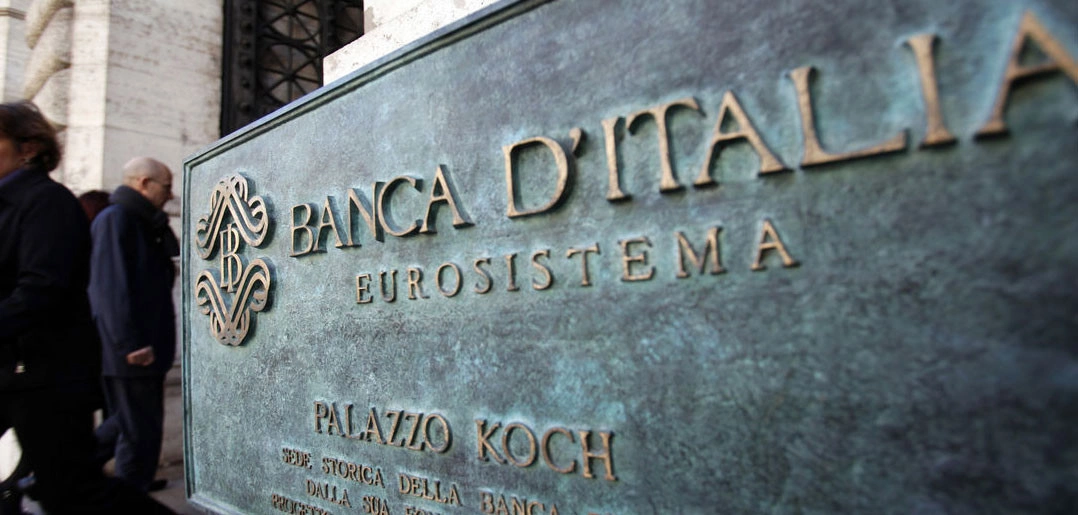 BANCA D'ITALIA
EUROSISTEMA
PALAZZO KOCH
SEDE STORICA DELLA BANCA
DALLA SUA